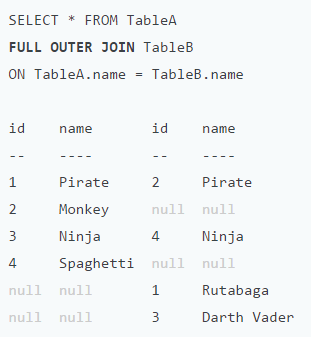 SELECT * FROM TableA
FULL OUTER JOIN TableB
ON TableA.name = TableB.name
id name id name
-- ---- -- ----
1 Pirate 2 Pirate
2 Monkey null null
3 Ninja 4 Ninja
4 Spaghetti null null
null null 1 Rutabaga
null null 3 Darth Vader